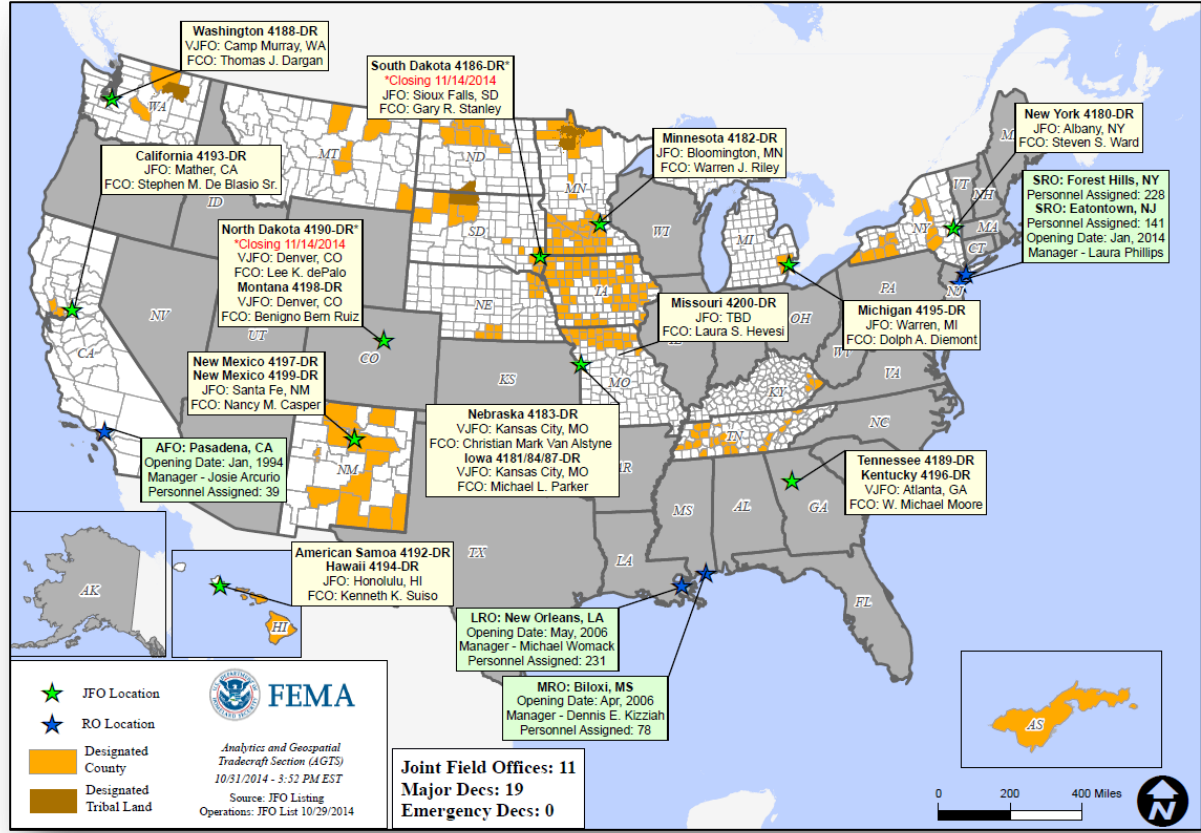 Washington 4188-DR
VJFO: Camp Murray, WA
FCO: Thomas J. Dargan
South Dakota 4186-DR*
*Closing 11/14/2014
JFO: Sioux Falls, SD
FCO: Gary R. Stanley
Minnesota 4182-DR
JFO: Bloomington, MN
FCO: Warren J. Riley
New York 4180-DR
JFO: Albany, NY
FCO: Steven S. Ward
SRO: Forest Hills, NY
Personnel Assigned: 228
SRO: Eatontown, NJ
Personnel Assigned: 141
Opening Date: Jan, 2014
Manager - Laura Phillips
California 4193-DR
JFO: Mather, CA
FCO: Stephen M. De Blasio Sr.
North Dakota 4190-DR*
*Closing 11/14/2014
VJFO: Denver, CO
FCO: Lee K. dePalo
Montana 4198-DR
VJFO: Denver, CO
FCO: Benigno Bern Ruiz
Missouri 4200-DR
JFO: TBD
FCO: Laura S. Hevesi
Michigan 4195-DR
JFO: Warren, MI
FCO: Dolph A. Diemont
New Mexico 4197-DR
New Mexico 4199-DR
JFO: Santa Fe, NM
FCO: Nancy M. Casper
Nebraska 4183-DR
VJFO: Kansas City, MO
FCO: Christian Mark Van Alstyne
Iowa 4181/84/87-DR
VJFO: Kansas City, MO
FCO: Michael L. Parker
AFO: Pasadena, CA
Opening Date: Jan, 1994
Manager - Josie Arcurio
Personnel Assigned: 39
Tennessee 4189-DR
Kentucky 4196-DR
VJFO: Atlanta, GA
FCO: W. Michael Moore
American Samoa 4192-DR
Hawaii 4194-DR
JFO: Honolulu, HI
FCO: Kenneth K. Suiso
LRO: New Orleans, LA
Opening Date: May, 2006
Manager - Michael Womack
Personnel Assigned: 231
MRO: Biloxi, MS
Opening Date: Apr, 2006
Manager - Dennis E. Kizziah
Personnel Assigned: 78
WA
MT
ND
MN
ID
SD
WI
MI
NY
VT
NH
MA
CT
NJ
PA
NV
UT
CO
NE
IA
OH
WV
VA
CA
KS
MO
KY
NC
NM
TN
MS
AL
GA
TX
LA
FL
AK
HI
AS
JFO Location
RO Location
Designated
County
Designated
Tribal Land
FEMA
Analytics and Geospatial
Tradecraft Section (AGTS)
10/31/2014 - 3:52 PM EST
Source: JFO Listing
Operations: JFO List 10/29/2014
Joint Field Offices: 11
Major Decs: 19
Emergency Decs: 0
0 200 400 Miles
N